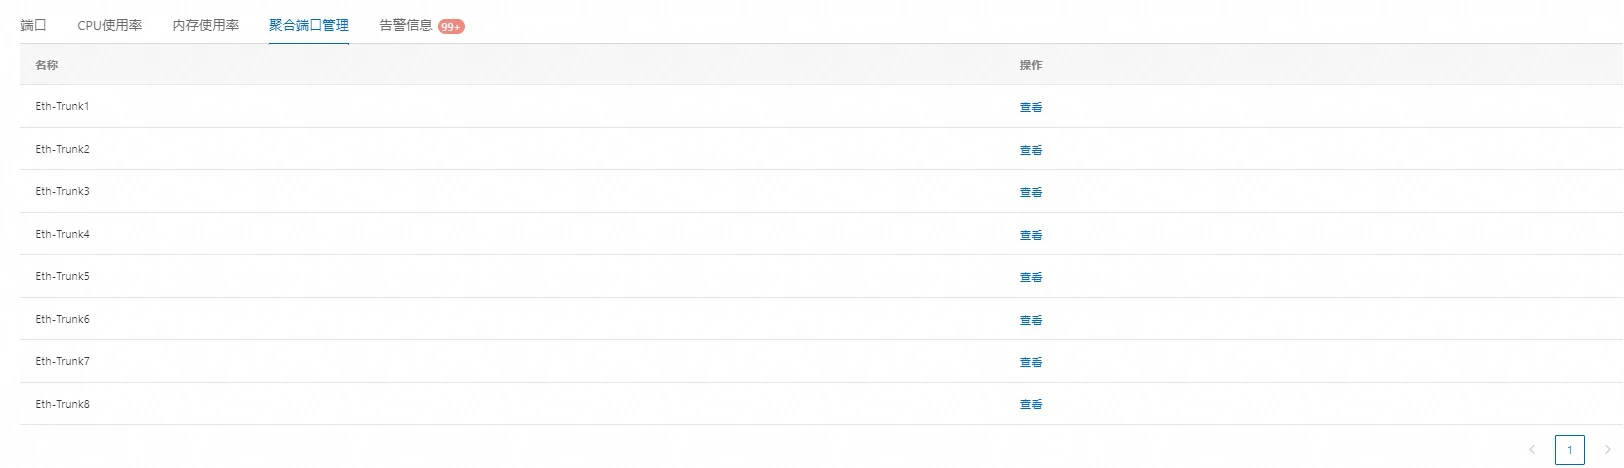 端口 CPU使用率 内存使用率 聚合端口管理 告警信息 99+
名称 操作
Eth-Trunk1 查看
Eth-Trunk2 查看
Eth-Trunk3 查看
Eth-Trunk4 查看
Eth-Trunk5 查看
Eth-Trunk6 查看
Eth-Trunk7 查看
Eth-Trunk8 查看
1